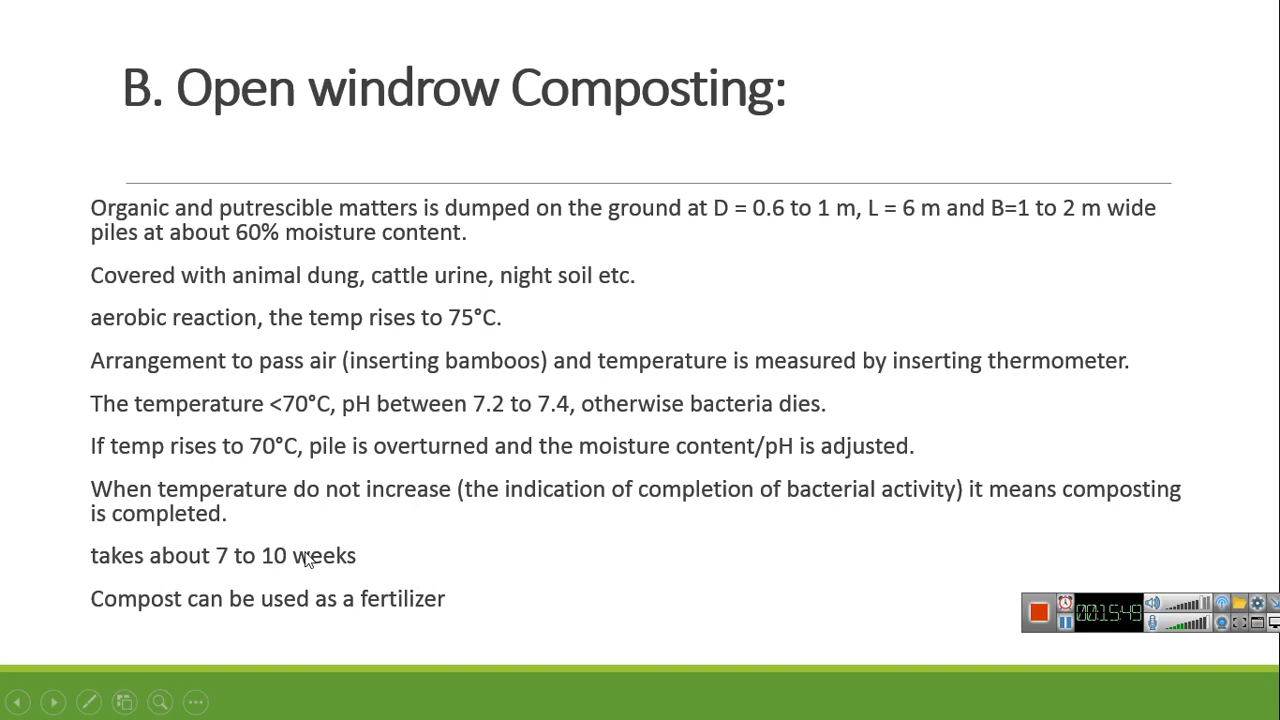 B. Open windrow Composting:
Organic and putrescible matters is dumped on the ground at D = 0.6 to 1 m, L = 6 m and B=1 to 2 m wide
piles at about 60% moisture content.
Covered with animal dung, cattle urine, night soil etc.
aerobic reaction, the temp rises to 75°C.
Arrangement to pass air (inserting bamboos) and temperature is measured by inserting thermometer.
The temperature <70°C, pH between 7.2 to 7.4, otherwise bacteria dies.
If temp rises to 70°C, pile is overturned and the moisture content/pH is adjusted.
When temperature do not increase (the indication of completion of bacterial activity) it means composting
is completed.
takes about 7 to 10 weeks
Compost can be used as a fertilizer
00:15:49